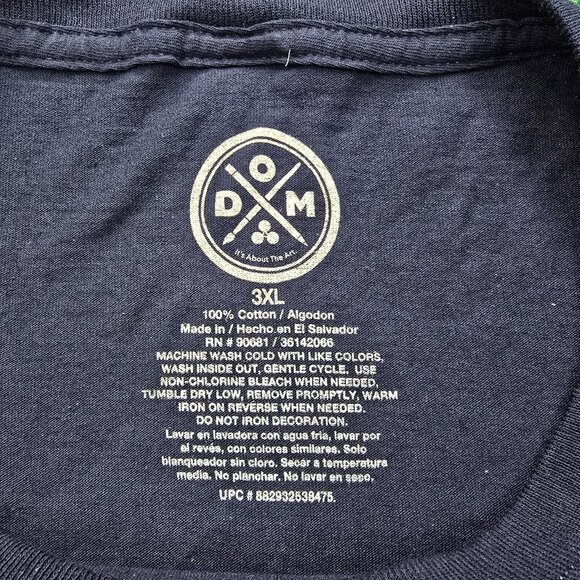 O
D M
It's About The Art
3XL
100% Cotton / Algodon
Made in / Hecho en El Salvador
RN # 90681 / 36142066
MACHINE WASH COLD WITH LIKE COLORS,
WASH INSIDE OUT, GENTLE CYCLE. USE
NON-CHLORINE BLEACH WHEN NEEDED,
TUMBLE DRY LOW, REMOVE PROMPTLY, WARM
IRON ON REVERSE WHEN NEEDED.
DO NOT IRON DECORATION.
Lavar en lavadora con agua fria, lavar por
el revés, con colores similares. Solo
blanqueador sin cloro. Secar a temperatura
media. No planchar. No lavar en seco.
UPC # 882932538475.